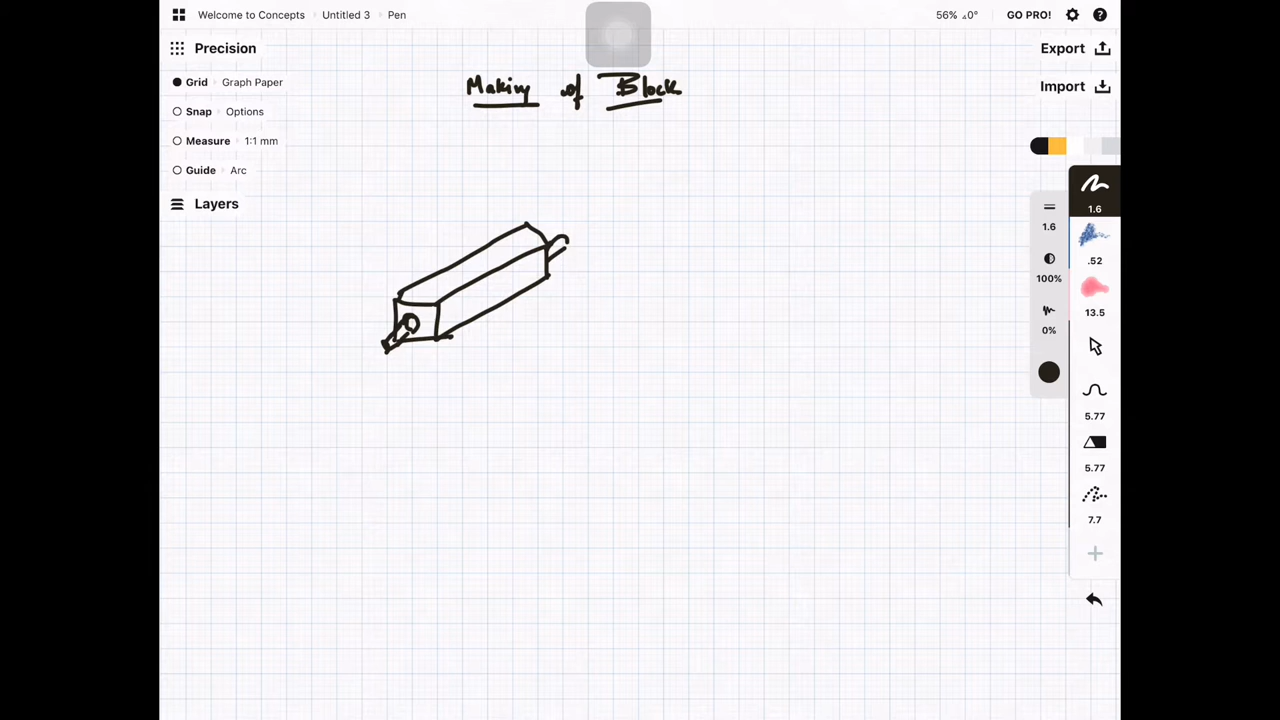 Welcome to Concepts Untitled 3 Pen
56% ⊿0° GO PRO! ?
Precision
Export
Grid Graph Paper
Import
Snap Options
Measure 1:1 mm
Guide Arc
Layers
Making of Block
1.6
1.6
.52
100%
13.5
0%
5.77
5.77
7.7